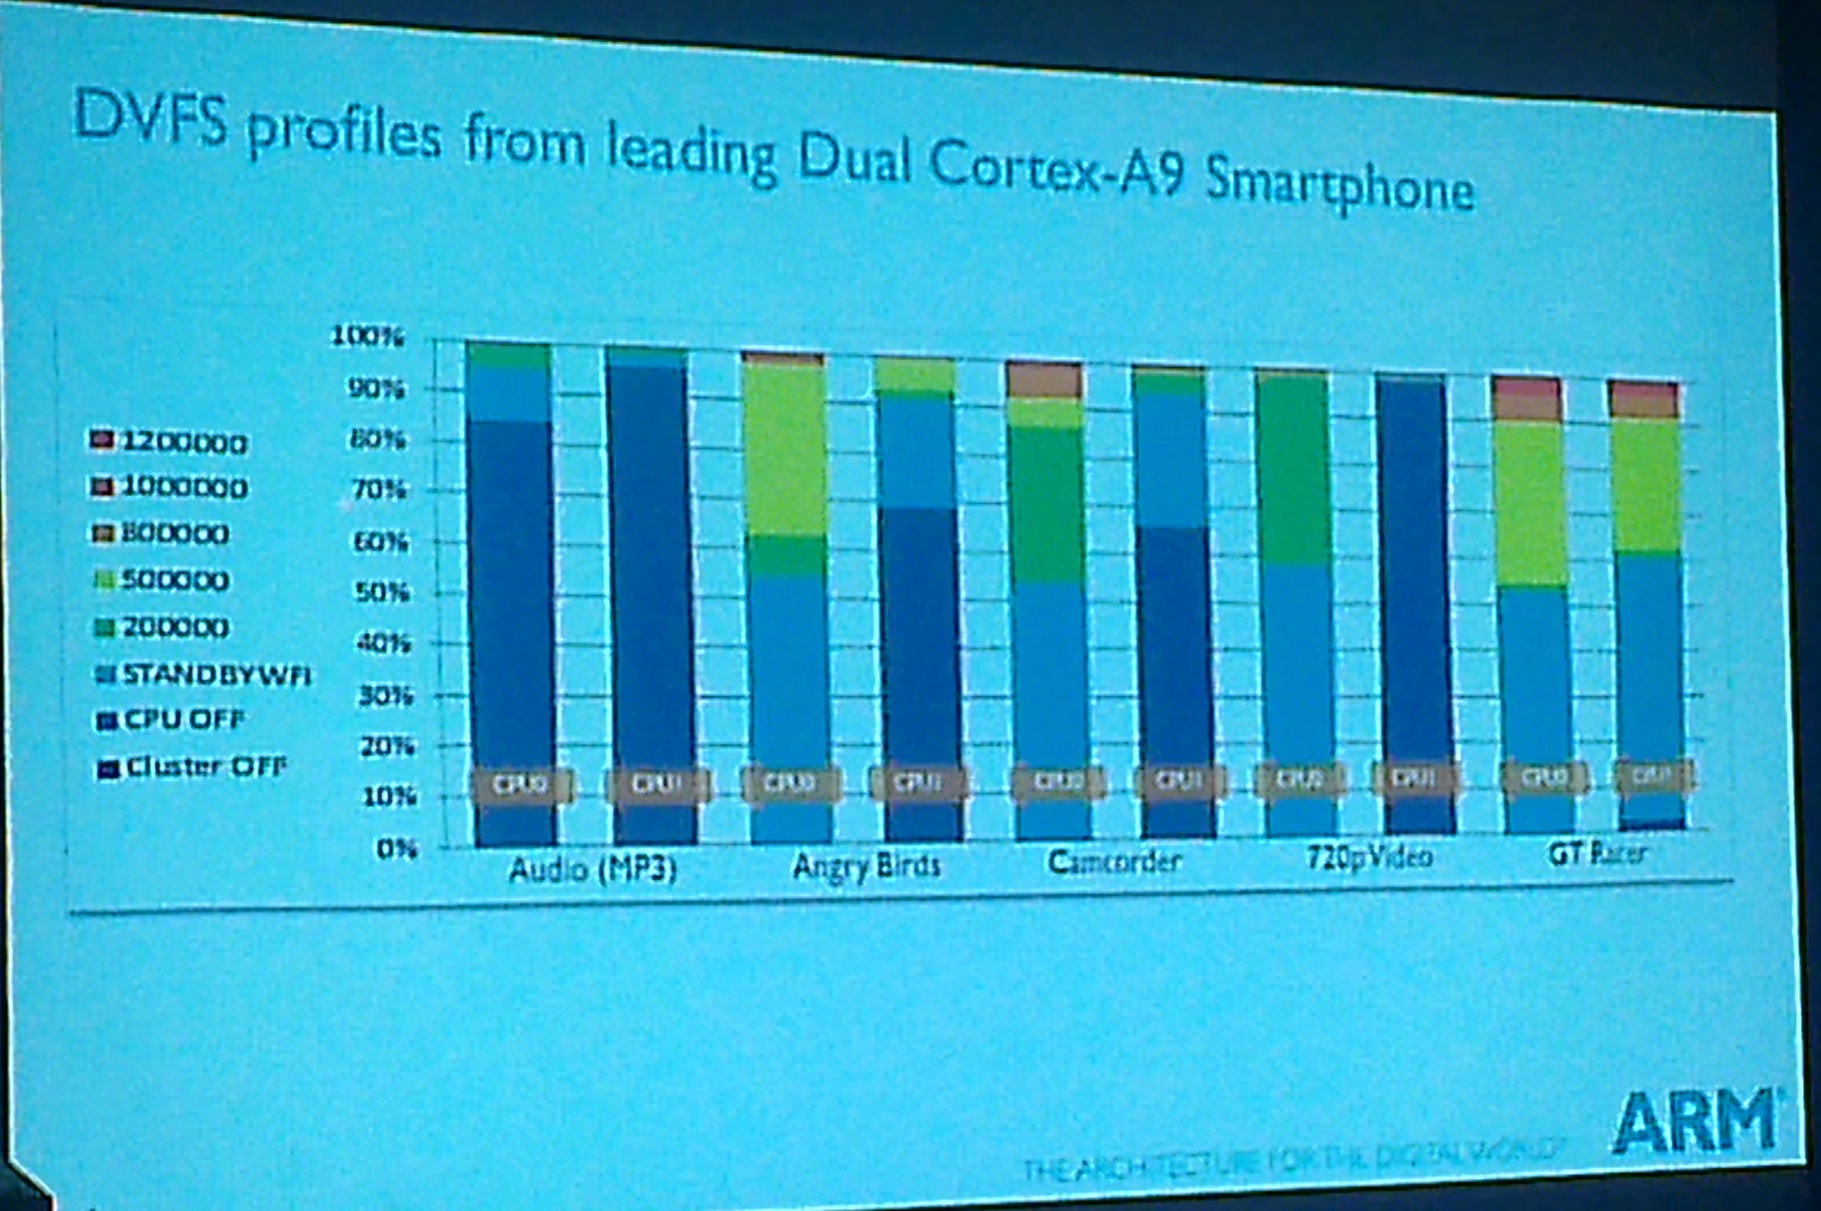 DVFS profiles from leading Dual Cortex-A9 Smartphone
100%
90%
80%
70%
60%
50%
40%
30%
20%
10%
0%
1200000
1000000
800000
500000
200000
STANDBYWFI
CPU OFF
Cluster OFF
CPU0 CPU1 CPU0 CPU1 CPU0 CPU1 CPU0 CPU1 CPU0 CPU1
Audio (MP3) Angry Birds Camcorder 720p Video GT Racer
THE ARCHITECTURE FOR THE DIGITAL WORLD
ARM